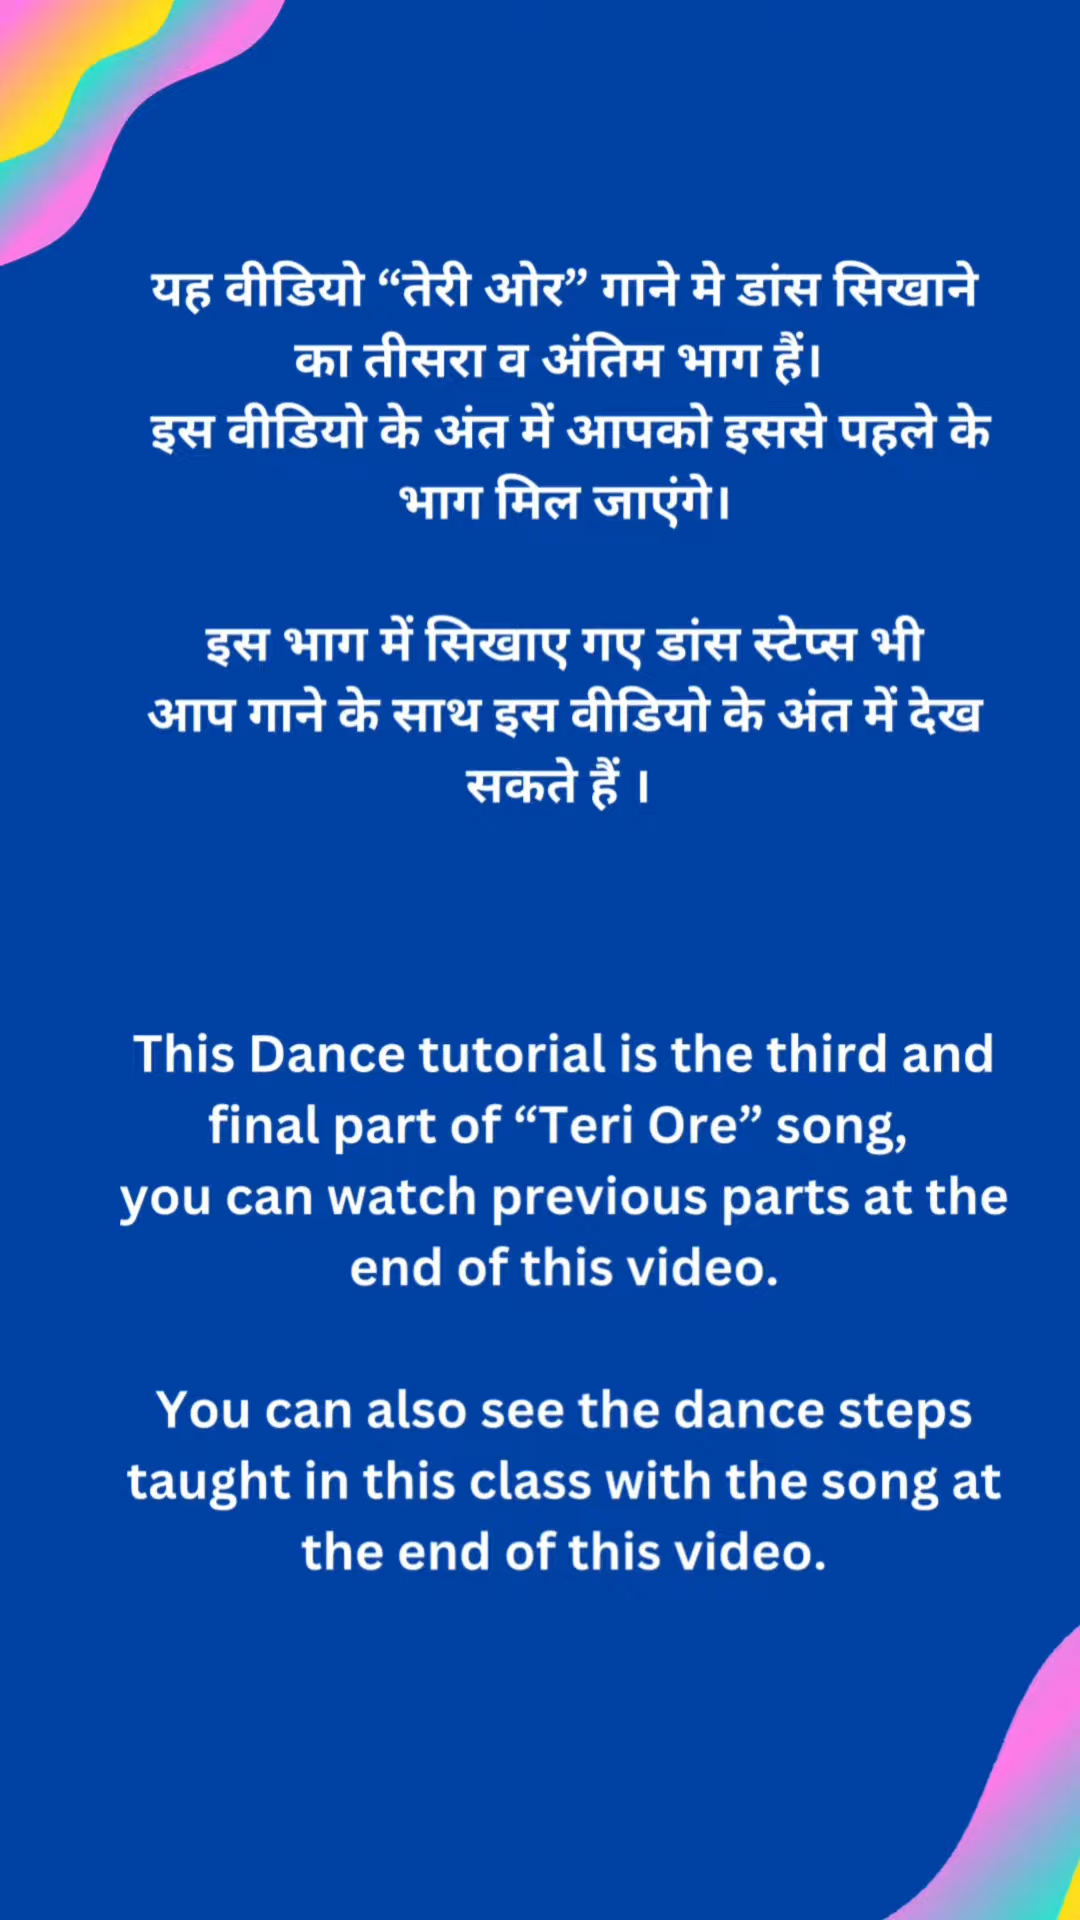 यह वीडियो “तेरी ओर” गाने मे डांस सिखाने
का तीसरा व अंतिम भाग हैं।
इस वीडियो के अंत में आपको इससे पहले के
भाग मिल जाएंगे।
इस भाग में सिखाए गए डांस स्टेप्स भी
आप गाने के साथ इस वीडियो के अंत में देख
सकते हैं ।
This Dance tutorial is the third and
final part of “Teri Ore” song,
you can watch previous parts at the
end of this video.
You can also see the dance steps
taught in this class with the song at
the end of this video.